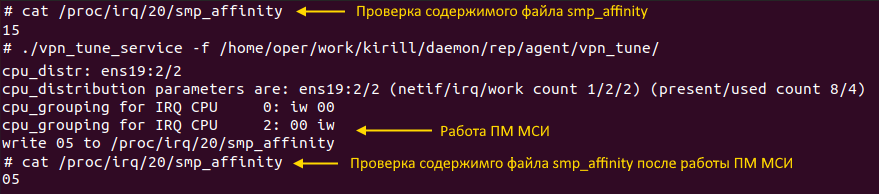 # cat /proc/irq/20/smp_affinity Проверка содержимого файла smp_affinity
15
# ./vpn_tune_service -f /home/oper/work/kirill/daemon/rep/agent/vpn_tune/
cpu_distr: ens19:2/2
cpu_distribution parameters are: ens19:2/2 (netif/irq/work count 1/2/2) (present/used count 8/4)
cpu_grouping for IRQ CPU     0: iw 00
cpu_grouping for IRQ CPU     2: 00 iw
Работа ПМ МСИ
write 05 to /proc/irq/20/smp_affinity
# cat /proc/irq/20/smp_affinity Проверка содержимго файла smp_affinity после работы ПМ МСИ
05